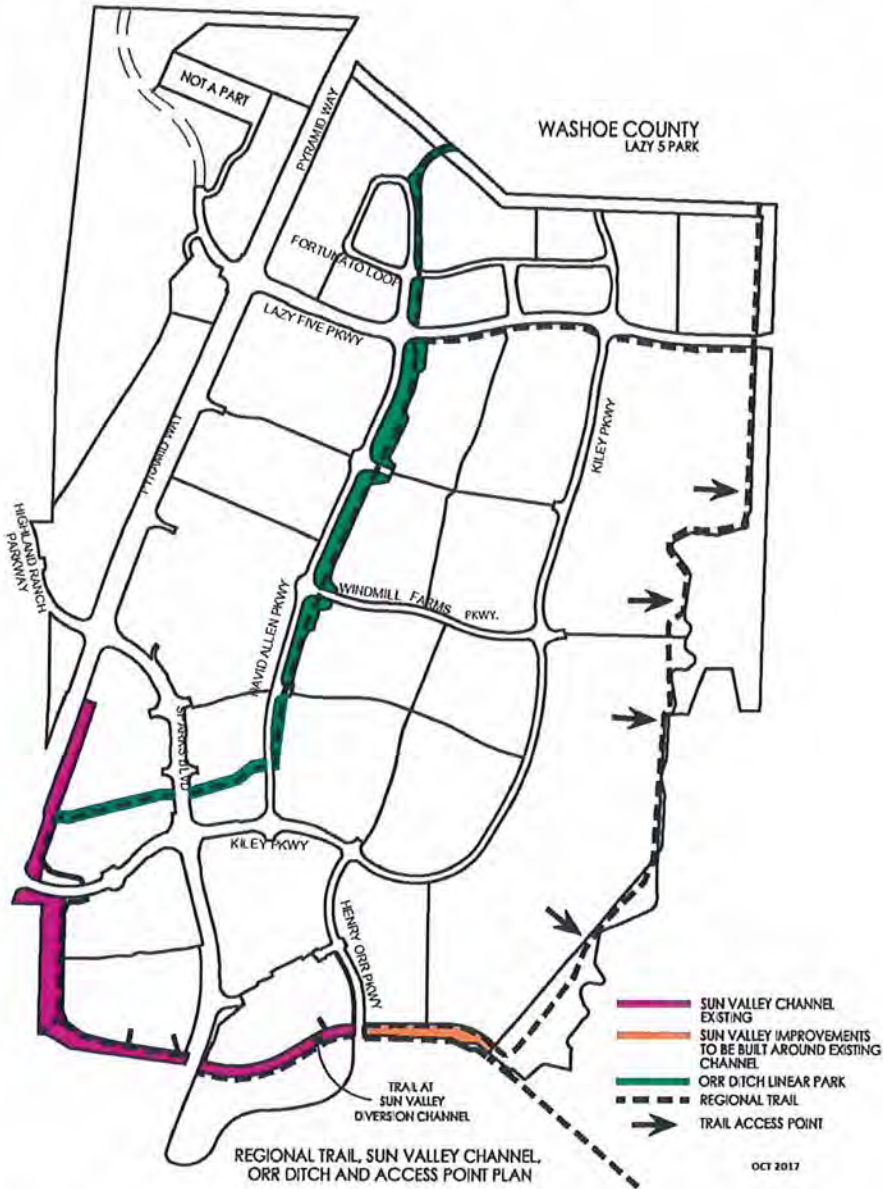 NOT A PART
PYRAMID WAY
WASHOE COUNTY
LAZY 5 PARK
FORTUNATO LOOP
LAZY FIVE PKWY
KILEY PKWY
PYRAMID WAY
HIGHLAND RANCH
PARKWAY
WINDMILL FARMS PKWY.
DAVID ALLEN PKWY
SPARKS BLVD
KILEY PKWY
HENRY ORR PKWY
SUN VALLEY CHANNEL
EXISTING
SUN VALLEY IMPROVEMENTS
TO BE BUILT AROUND EXISTING
CHANNEL
ORR DITCH LINEAR PARK
REGIONAL TRAIL
TRAIL ACCESS POINT
TRAIL AT
SUN VALLEY
DIVERSION CHANNEL
REGIONAL TRAIL, SUN VALLEY CHANNEL,
ORR DITCH AND ACCESS POINT PLAN
OCT 2017